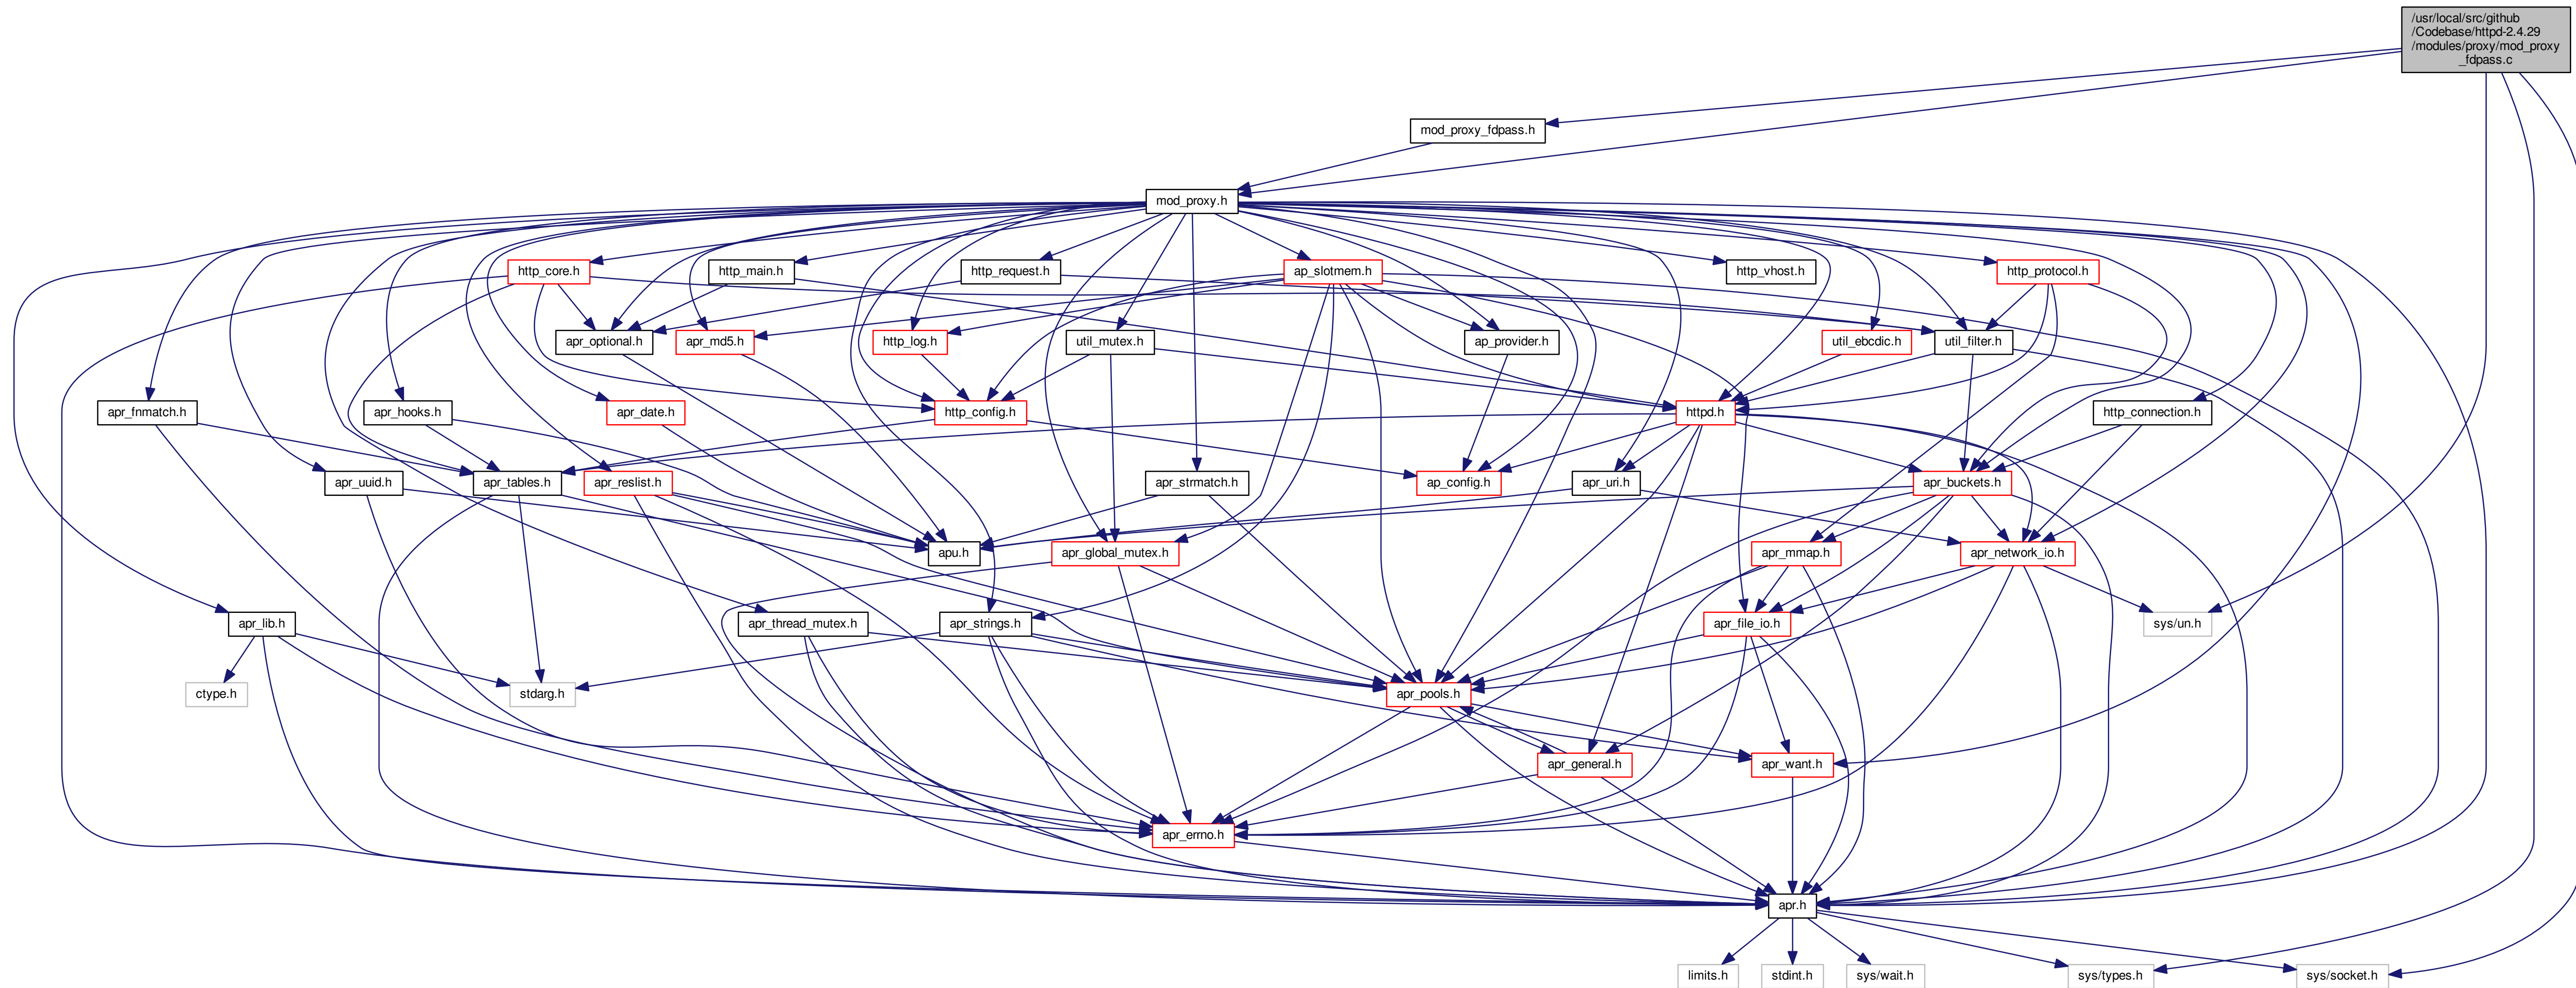 /usr/local/src/github
/Codebase/httpd-2.4.29
/modules/proxy/mod_proxy
_fdpass.c
mod_proxy_fdpass.h
mod_proxy.h
http_core.h
http_main.h
http_request.h
ap_slotmem.h
http_vhost.h
http_protocol.h
apr_optional.h
apr_md5.h
http_log.h
util_mutex.h
ap_provider.h
util_ebcdic.h
util_filter.h
apr_fnmatch.h
apr_hooks.h
apr_date.h
http_config.h
httpd.h
http_connection.h
apr_uuid.h
apr_tables.h
apr_reslist.h
apr_strmatch.h
ap_config.h
apr_uri.h
apr_buckets.h
apu.h
apr_global_mutex.h
apr_mmap.h
apr_network_io.h
apr_lib.h
apr_thread_mutex.h
apr_strings.h
apr_file_io.h
sys/un.h
ctype.h
stdarg.h
apr_pools.h
apr_general.h
apr_want.h
apr_errno.h
apr.h
limits.h
stdint.h
sys/wait.h
sys/types.h
sys/socket.h